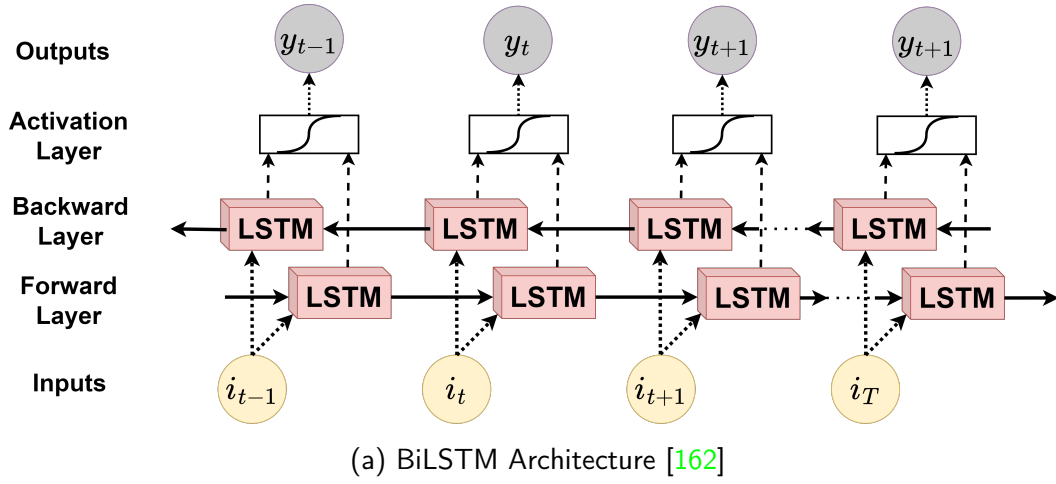 Outputs
y_{t-1} y_t y_{t+1} y_{t+1}
Activation
Layer
Backward
Layer
LSTM LSTM LSTM LSTM
Forward
Layer
LSTM LSTM LSTM LSTM
Inputs
i_{t-1} i_t i_{t+1} i_T
(a) BiLSTM Architecture [162]